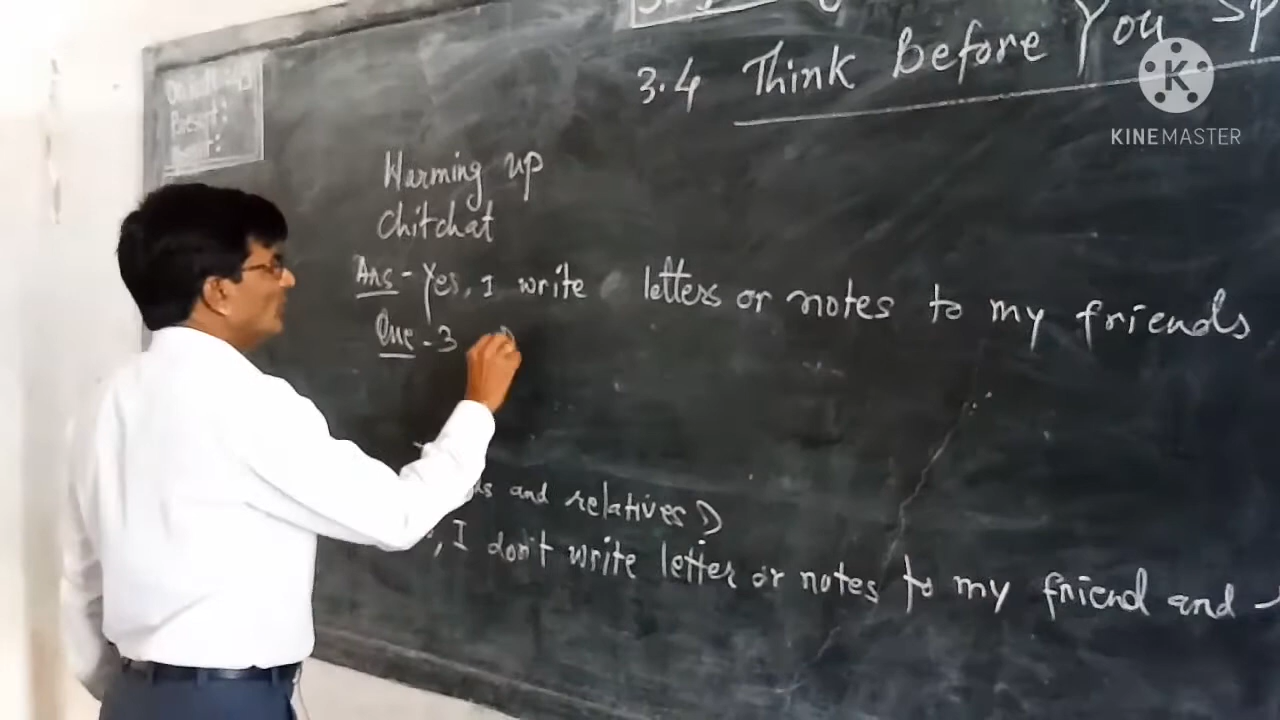 3.4 Think Before You Sp
KINEMASTER
Present:
Warming up
Chitchat
Ans - Yes, I write letters or notes to my friends
Que - 3
and relatives
, I don't write letter or notes to my friend and